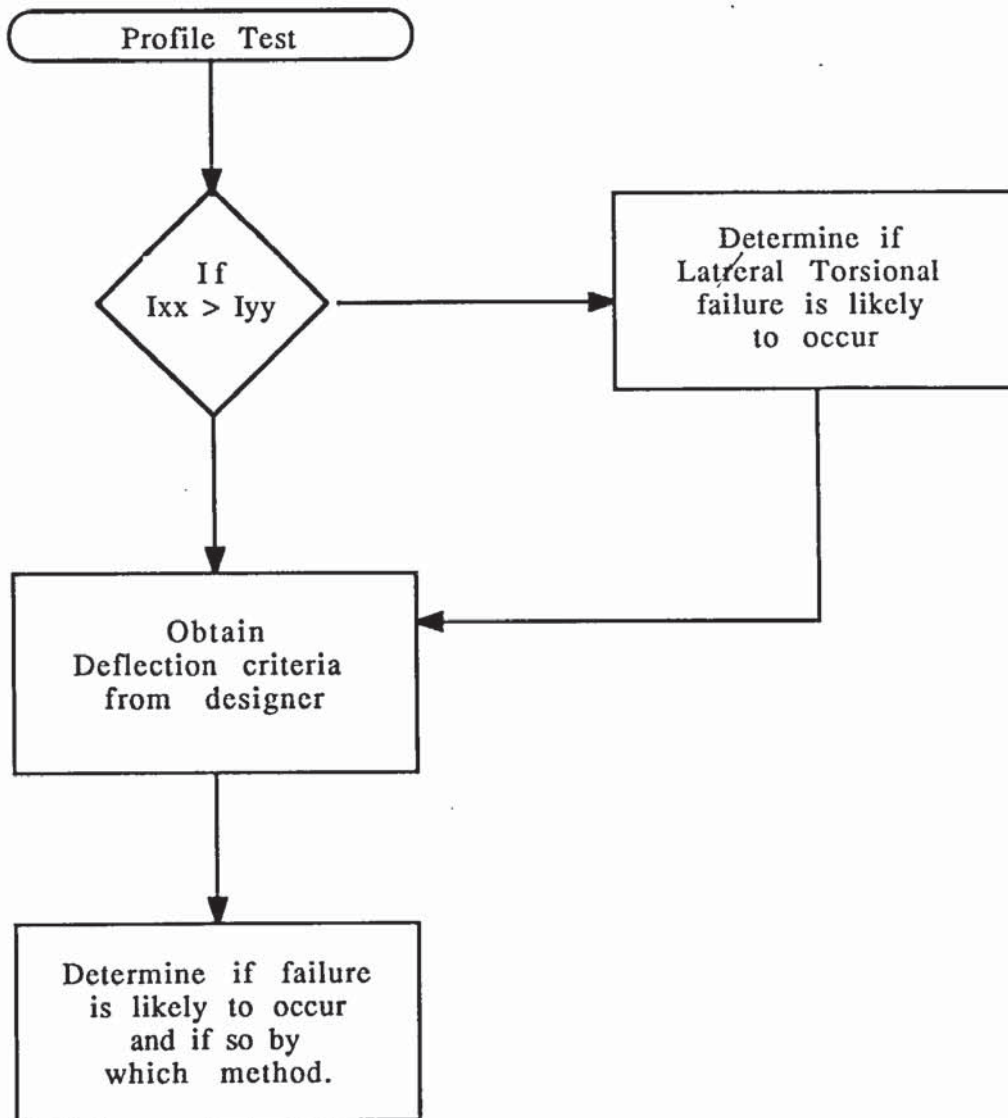 Profile Test
If
Ixx > Iyy
Determine if
Latreral Torsional
failure is likely
to occur
Obtain
Deflection criteria
from designer
Determine if failure
is likely to occur
and if so by
which method.